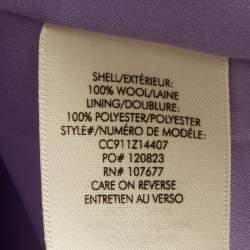 SHELL/EXTÉRIEUR:
100% WOOL/LAINE
LINING/DOUBLURE:
100% POLYESTER/POLYESTER
STYLE#/NUMÉRO DE MODÈLE:
CC911Z14407
PO# 120823
RN# 107677
CARE ON REVERSE
ENTRETIEN AU VERSO